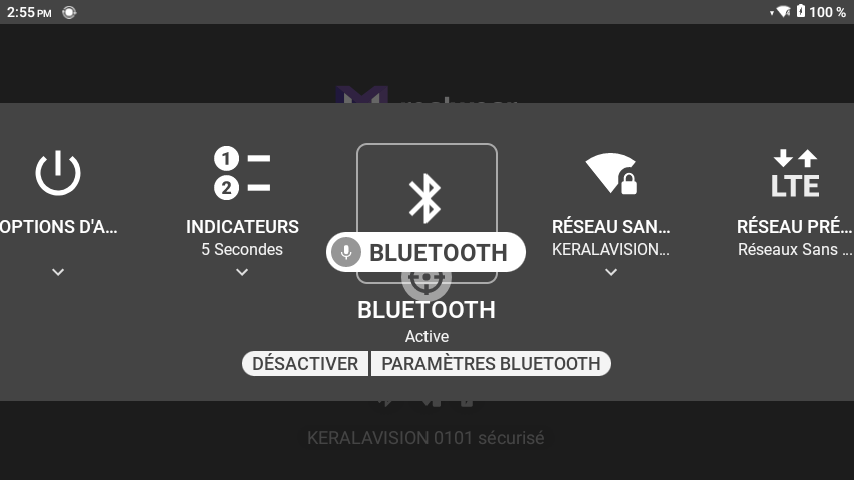 2:55 PM
100 %
OPTIONS D'A...
INDICATEURS
5 Secondes
BLUETOOTH
RÉSEAU SAN...
KERALAVISION...
RÉSEAU PRÉ...
Réseaux Sans ...
LTE
BLUETOOTH
Active
DÉSACTIVER
PARAMÈTRES BLUETOOTH
KERALAVISION 0101 sécurisé